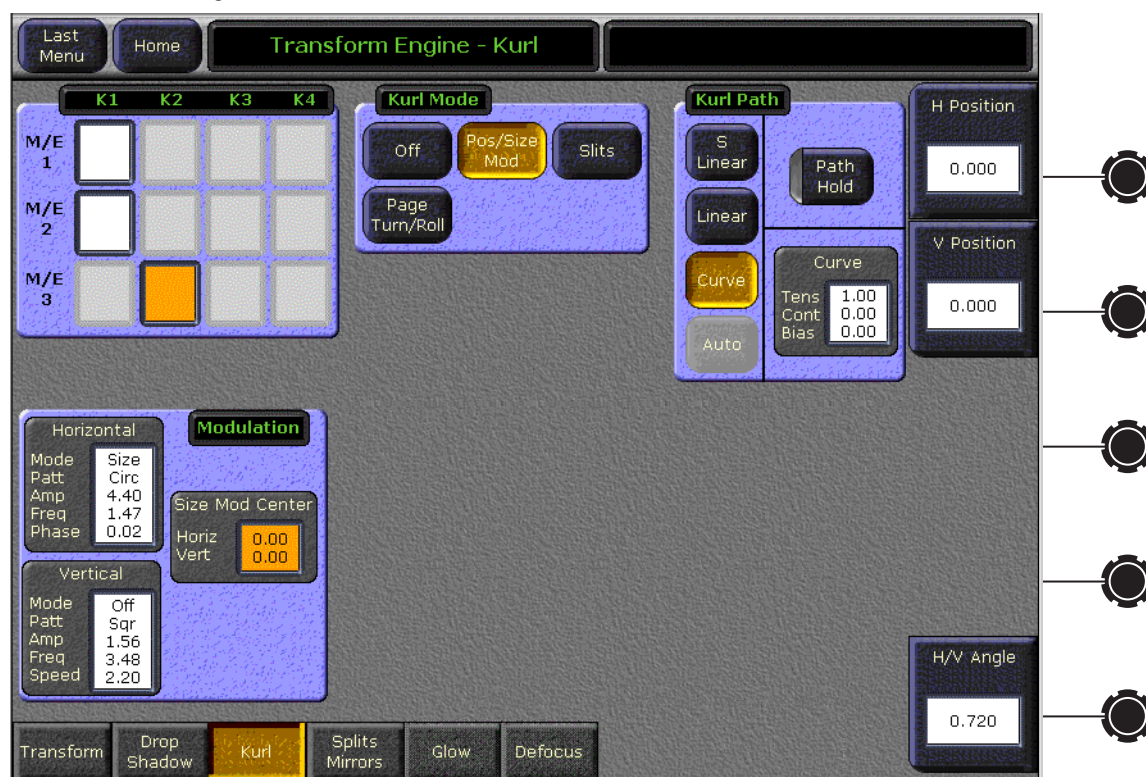 Last Menu
Home
Transform Engine - Kurl
K1 K2 K3 K4
M/E 1
M/E 2
M/E 3
Kurl Mode
Off
Pos/Size Mod
Slits
Page Turn/Roll
Kurl Path
S Linear
Linear
Curve
Auto
Path Hold
Curve
Tens 1.00
Cont 0.00
Bias 0.00
H Position
0.000
V Position
0.000
Modulation
Horizontal
Mode Size
Patt Circ
Amp 4.40
Freq 1.47
Phase 0.02
Size Mod Center
Horiz 0.00
Vert 0.00
Vertical
Mode Off
Patt Sqr
Amp 1.56
Freq 3.48
Speed 2.20
H/V Angle
0.720
Transform
Drop Shadow
Kurl
Splits Mirrors
Glow
Defocus